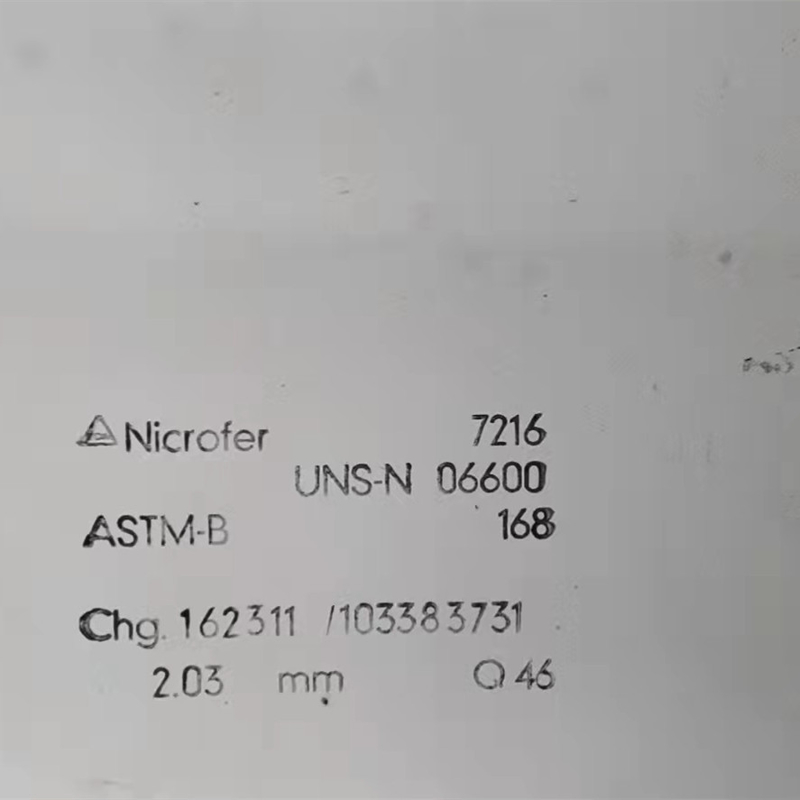 Nicrofer 7216
UNS-N 06600
ASTM-B 168
Chg. 162311 /103383731
2.03 mm Q 46